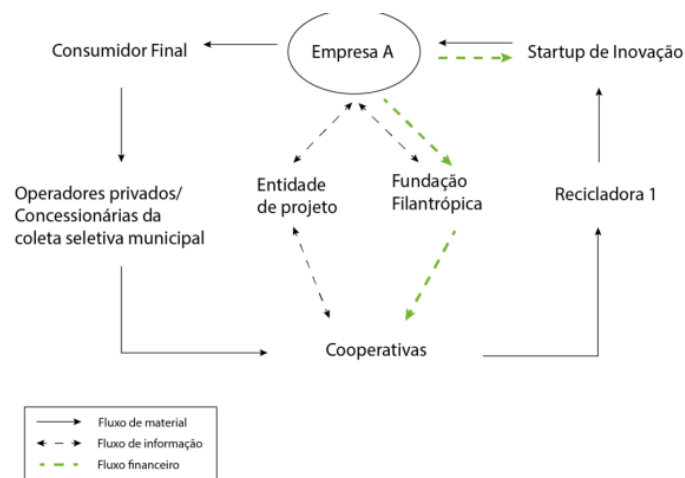 Consumidor Final
Empresa A
Startup de Inovação
Operadores privados/
Concessionárias da
coleta seletiva municipal
Entidade
de projeto
Fundação
Filantrópica
Recicladora 1
Cooperativas
Fluxo de material
Fluxo de informação
Fluxo financeiro